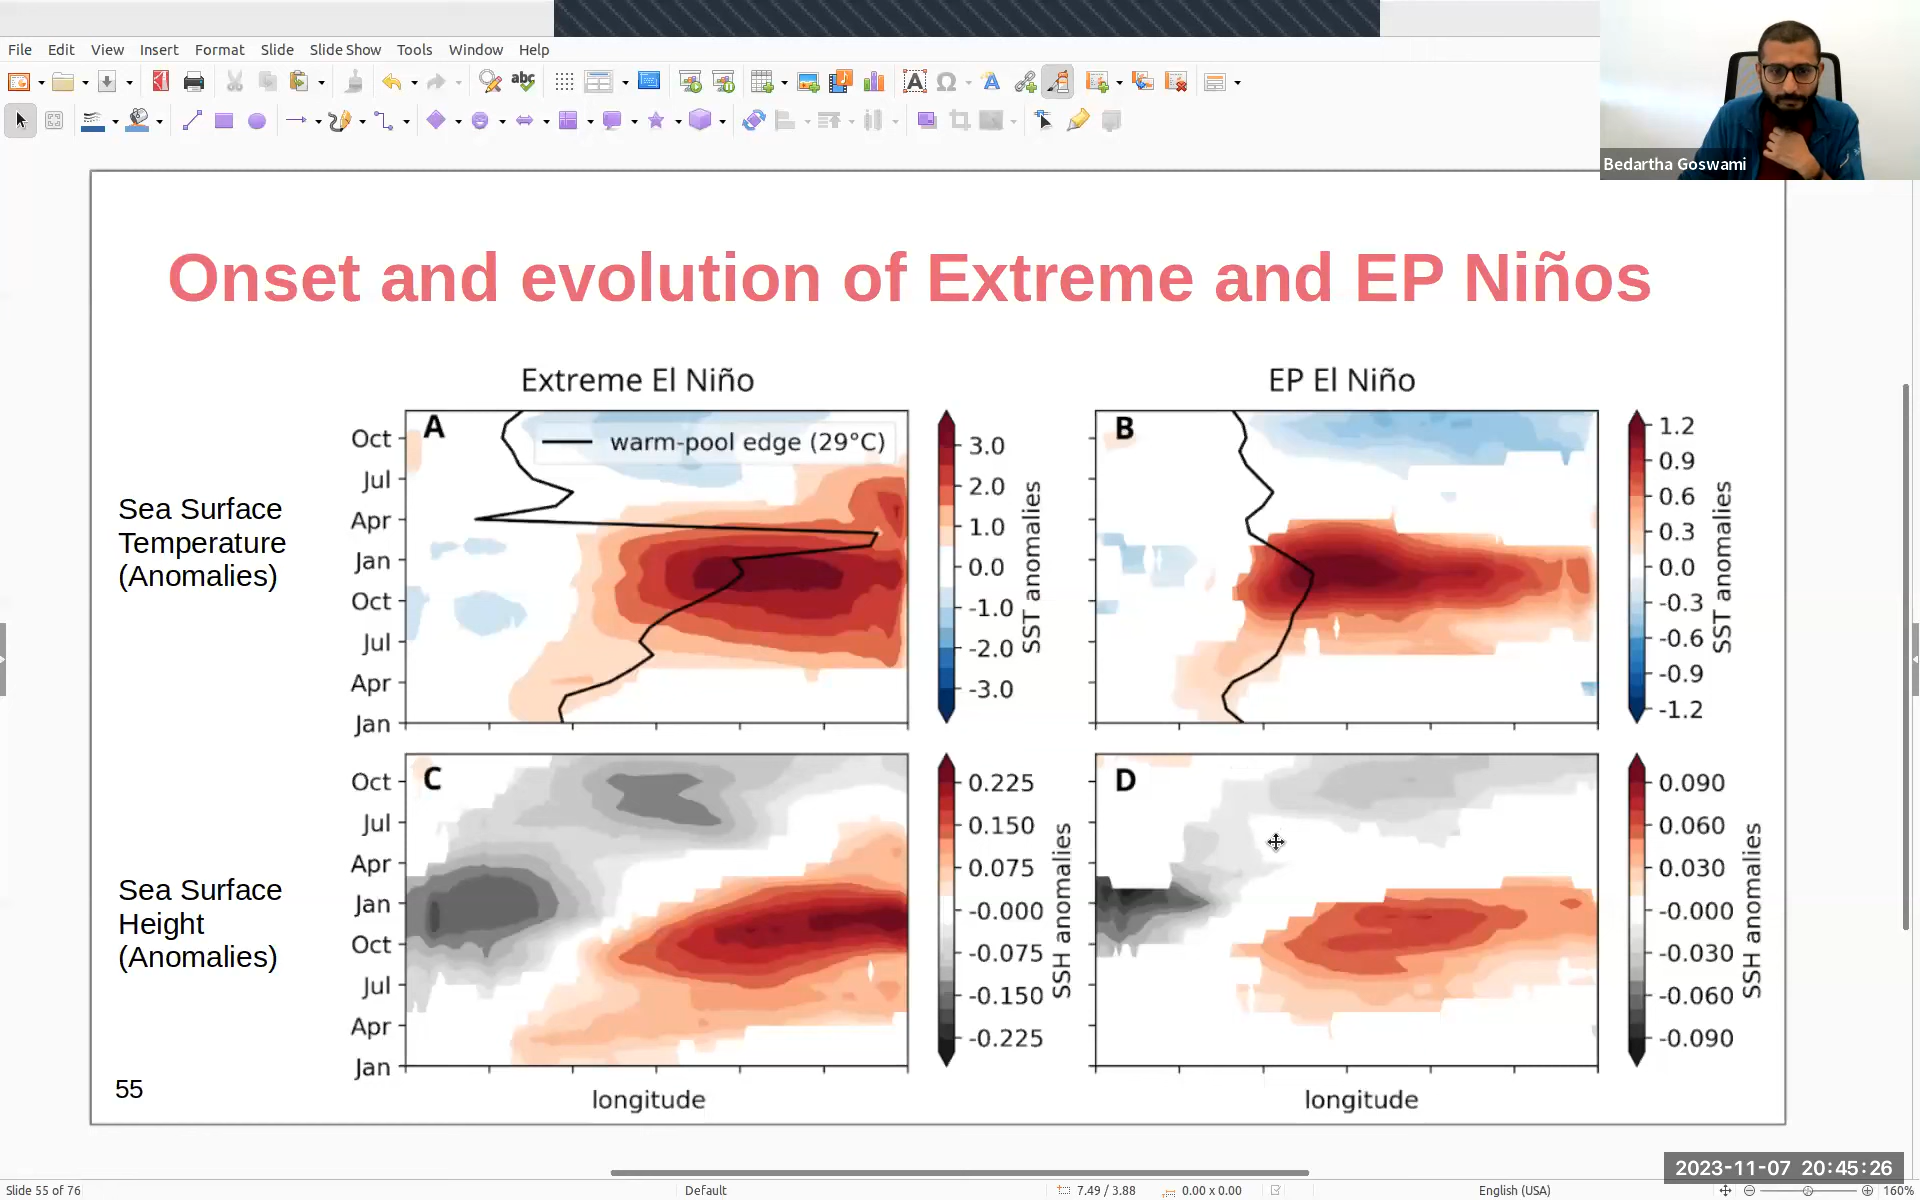 File Edit View Insert Format Slide Slide Show Tools Window Help
Bedartha Goswami
Onset and evolution of Extreme and EP Niños
Extreme El Niño
EP El Niño
Sea Surface
Temperature
(Anomalies)
A
warm-pool edge (29°C)
Oct
Jul
Apr
Jan
Oct
Jul
Apr
Jan
3.0
2.0
1.0
0.0
-1.0
-2.0
-3.0
SST anomalies
B
1.2
0.9
0.6
0.3
0.0
-0.3
-0.6
-0.9
-1.2
SST anomalies
Sea Surface
Height
(Anomalies)
C
Oct
Jul
Apr
Jan
Oct
Jul
Apr
Jan
0.225
0.150
0.075
-0.000
-0.075
-0.150
-0.225
SSH anomalies
D
0.090
0.060
0.030
-0.000
-0.030
-0.060
-0.090
SSH anomalies
longitude
longitude
55
2023-11-07 20:45:26
Slide 55 of 76 Default 7.49 / 3.88 0.00 x 0.00 English (USA) 160%